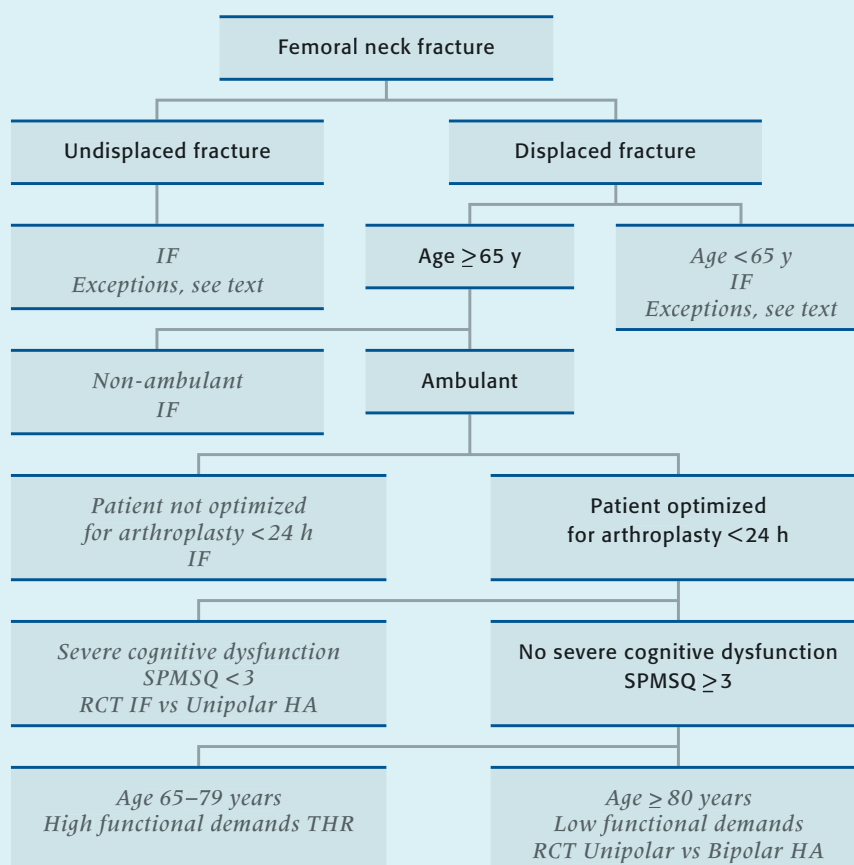 Femoral neck fracture
Undisplaced fracture
Displaced fracture
IF
Exceptions, see text
Age ≥ 65 y
Age < 65 y
IF
Exceptions, see text
Non-ambulant
IF
Ambulant
Patient not optimized
for arthroplasty < 24 h
IF
Patient optimized
for arthroplasty < 24 h
Severe cognitive dysfunction
SPMSQ < 3
RCT IF vs Unipolar HA
No severe cognitive dysfunction
SPMSQ ≥ 3
Age 65–79 years
High functional demands THR
Age ≥ 80 years
Low functional demands
RCT Unipolar vs Bipolar HA